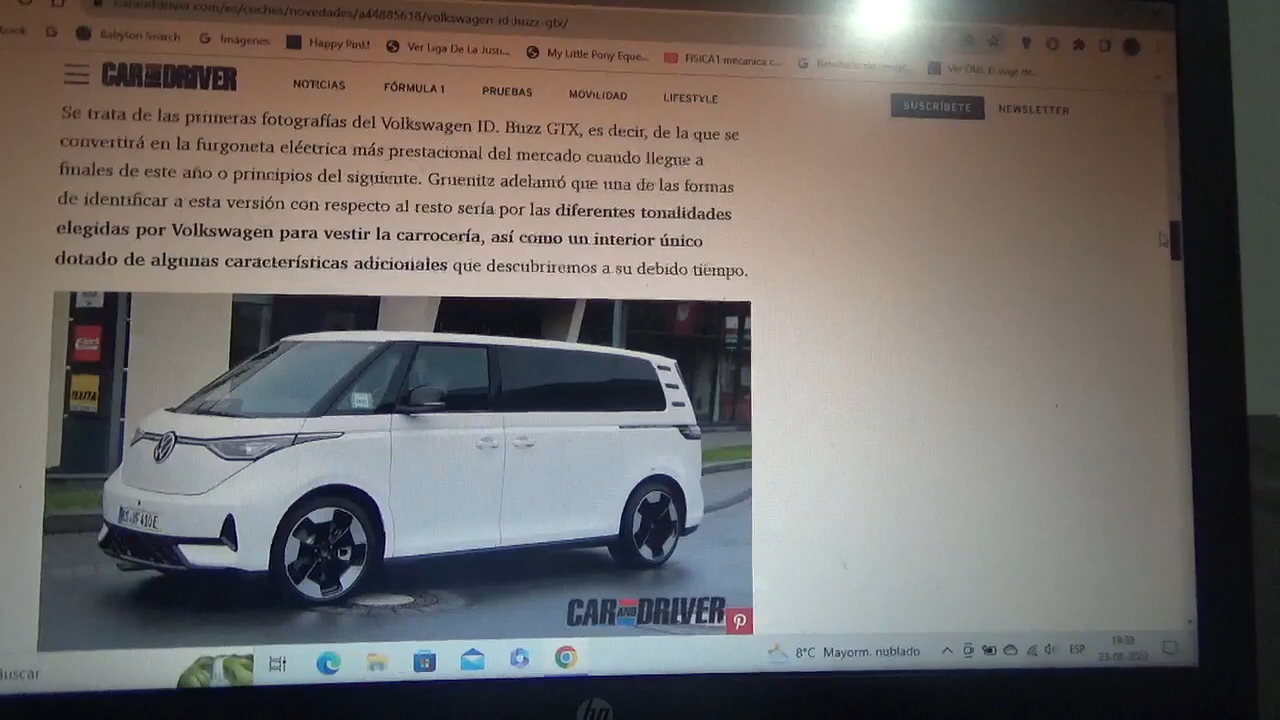 carandriver.com/es/coches/novedades/a44885618/volkswagen-id-buzz-gtx/
book Babylon Search Imágenes Happy Pout! Ver Liga De La Justi... My Little Pony Eque... FISICA1 mecanica c...
CAR AND DRIVER NOTICIAS FÓRMULA 1 PRUEBAS MOVILIDAD LIFESTYLE SUSCRÍBETE NEWSLETTER
Se trata de las primeras fotografías del Volkswagen ID. Buzz GTX, es decir, de la que se
convertirá en la furgoneta eléctrica más prestacional del mercado cuando llegue a
finales de este año o principios del siguiente. Gruenitz adelantó que una de las formas
de identificar a esta versión con respecto al resto sería por las diferentes tonalidades
elegidas por Volkswagen para vestir la carrocería, así como un interior único
dotado de algunas características adicionales que descubriremos a su debido tiempo.
CAR AND DRIVER
Buscar 8°C Mayorm. nublado ESP 19:39
hp